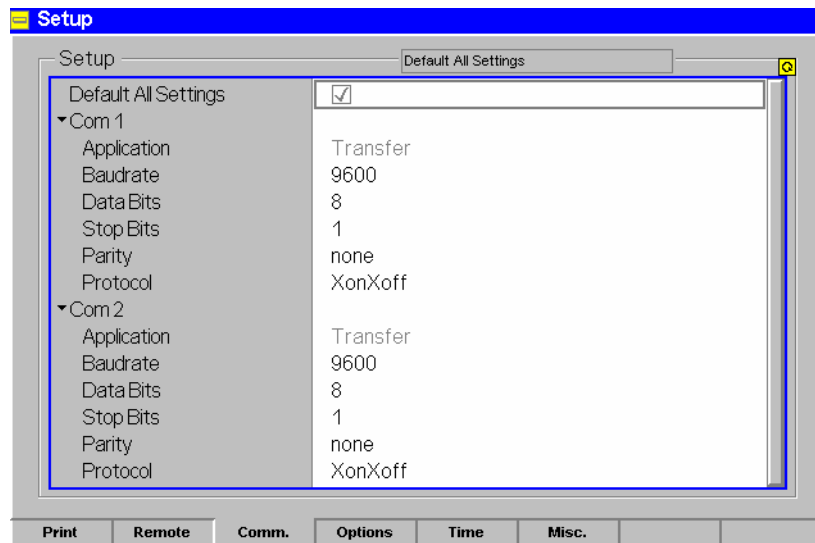 Setup
Setup Default All Settings
Default All Settings
Com 1
Application Transfer
Baudrate 9600
Data Bits 8
Stop Bits 1
Parity none
Protocol XonXoff
Com 2
Application Transfer
Baudrate 9600
Data Bits 8
Stop Bits 1
Parity none
Protocol XonXoff
Print Remote Comm. Options Time Misc.